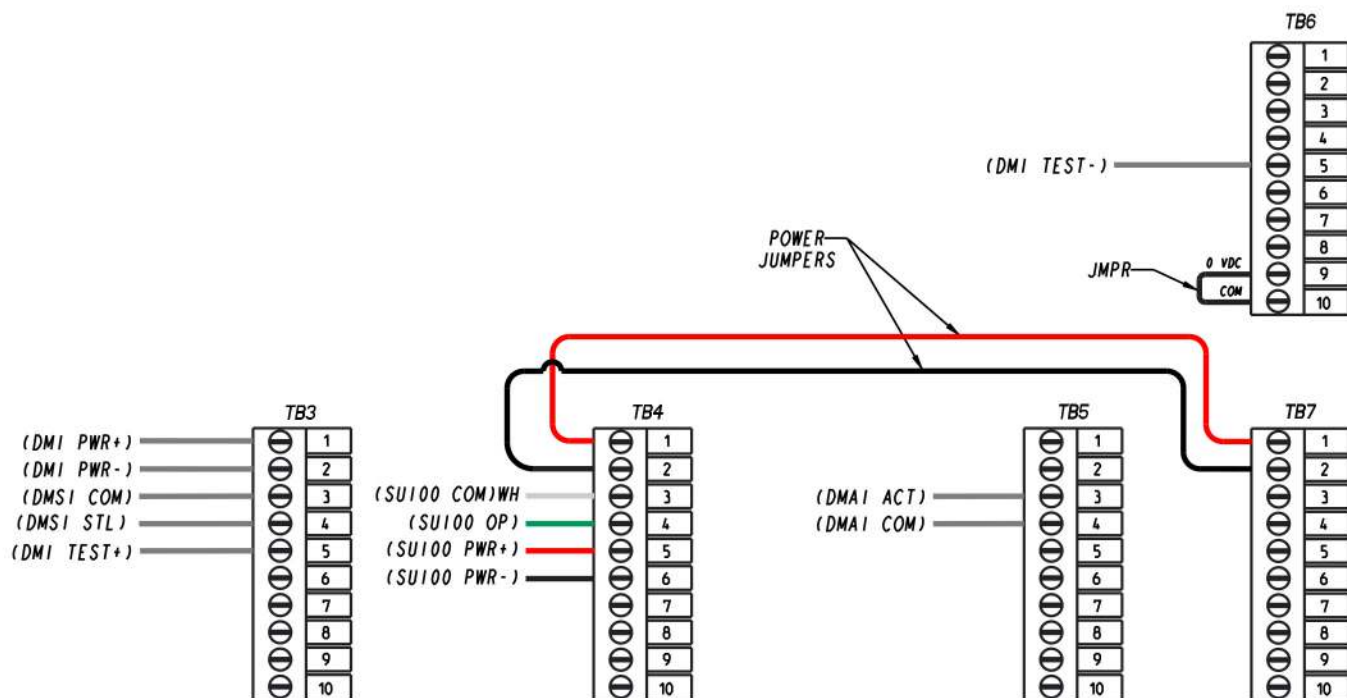 TB6
1
2
3
4
(DMI TEST-) 5
6
7
8
0 VDC 9
COM 10
JMPR
POWER
JUMPERS
TB3
(DMI PWR+) 1
(DMI PWR-) 2
(DMSI COM) 3
(DMSI STL) 4
(DMI TEST+) 5
6
7
8
9
10
TB4
1
2
(SU100 COM)WH 3
(SU100 OP) 4
(SU100 PWR+) 5
(SU100 PWR-) 6
7
8
9
10
TB5
1
2
(DMAI ACT) 3
(DMAI COM) 4
5
6
7
8
9
10
TB7
1
2
3
4
5
6
7
8
9
10